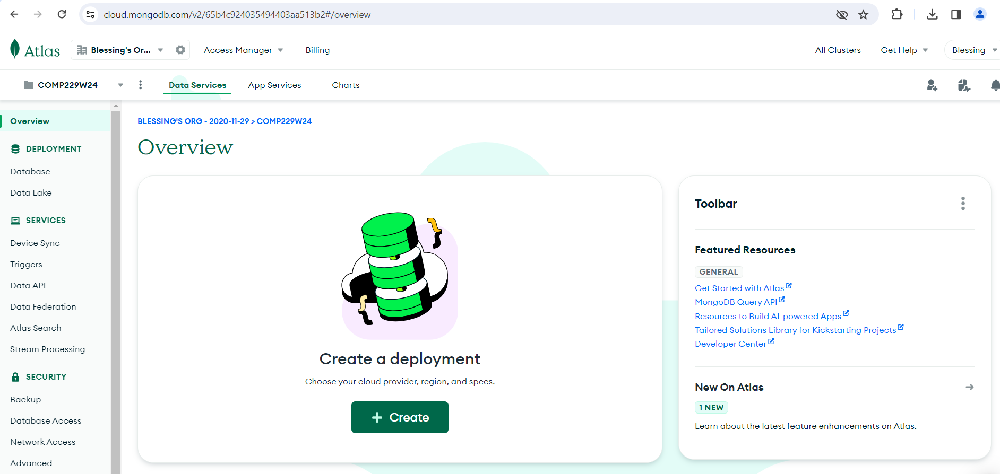 cloud.mongodb.com/v2/65b4c924035494403aa513b2#/overview
Atlas
Blessing's Or...
Access Manager
Billing
All Clusters
Get Help
Blessing
COMP229W24
Data Services
App Services
Charts
Overview
DEPLOYMENT
Database
Data Lake
SERVICES
Device Sync
Triggers
Data API
Data Federation
Atlas Search
Stream Processing
SECURITY
Backup
Database Access
Network Access
Advanced
BLESSING'S ORG - 2020-11-29 > COMP229W24
Overview
Create a deployment
Choose your cloud provider, region, and specs.
+ Create
Toolbar
Featured Resources
GENERAL
Get Started with Atlas
MongoDB Query API
Resources to Build AI-powered Apps
Tailored Solutions Library for Kickstarting Projects
Developer Center
New On Atlas
1 NEW
Learn about the latest feature enhancements on Atlas.